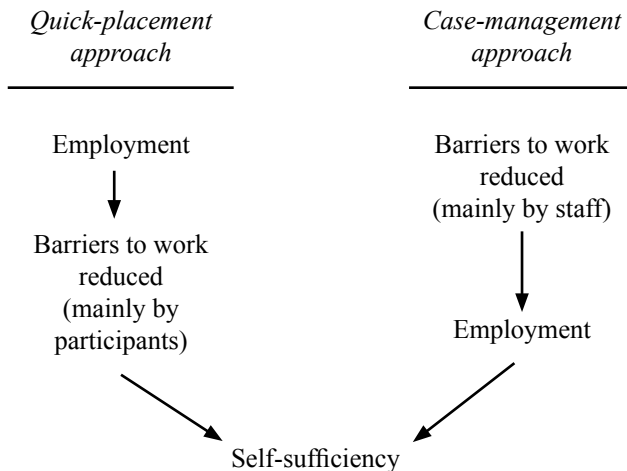 Quick-placement
approach
Employment
Barriers to work
reduced
(mainly by
participants)
Case-management
approach
Barriers to work
reduced
(mainly by staff)
Employment
Self-sufficiency